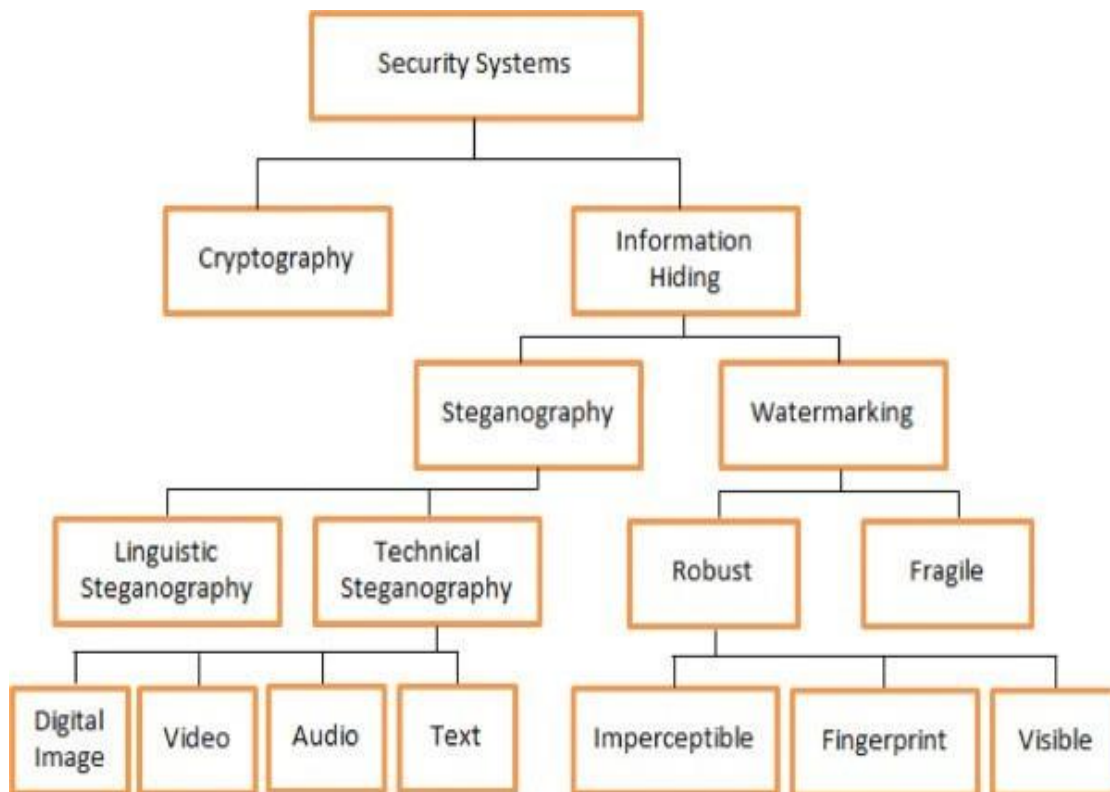 Security Systems
Cryptography
Information
Hiding
Steganography
Watermarking
Linguistic
Steganography
Technical
Steganography
Robust
Fragile
Digital
Image
Video
Audio
Text
Imperceptible
Fingerprint
Visible